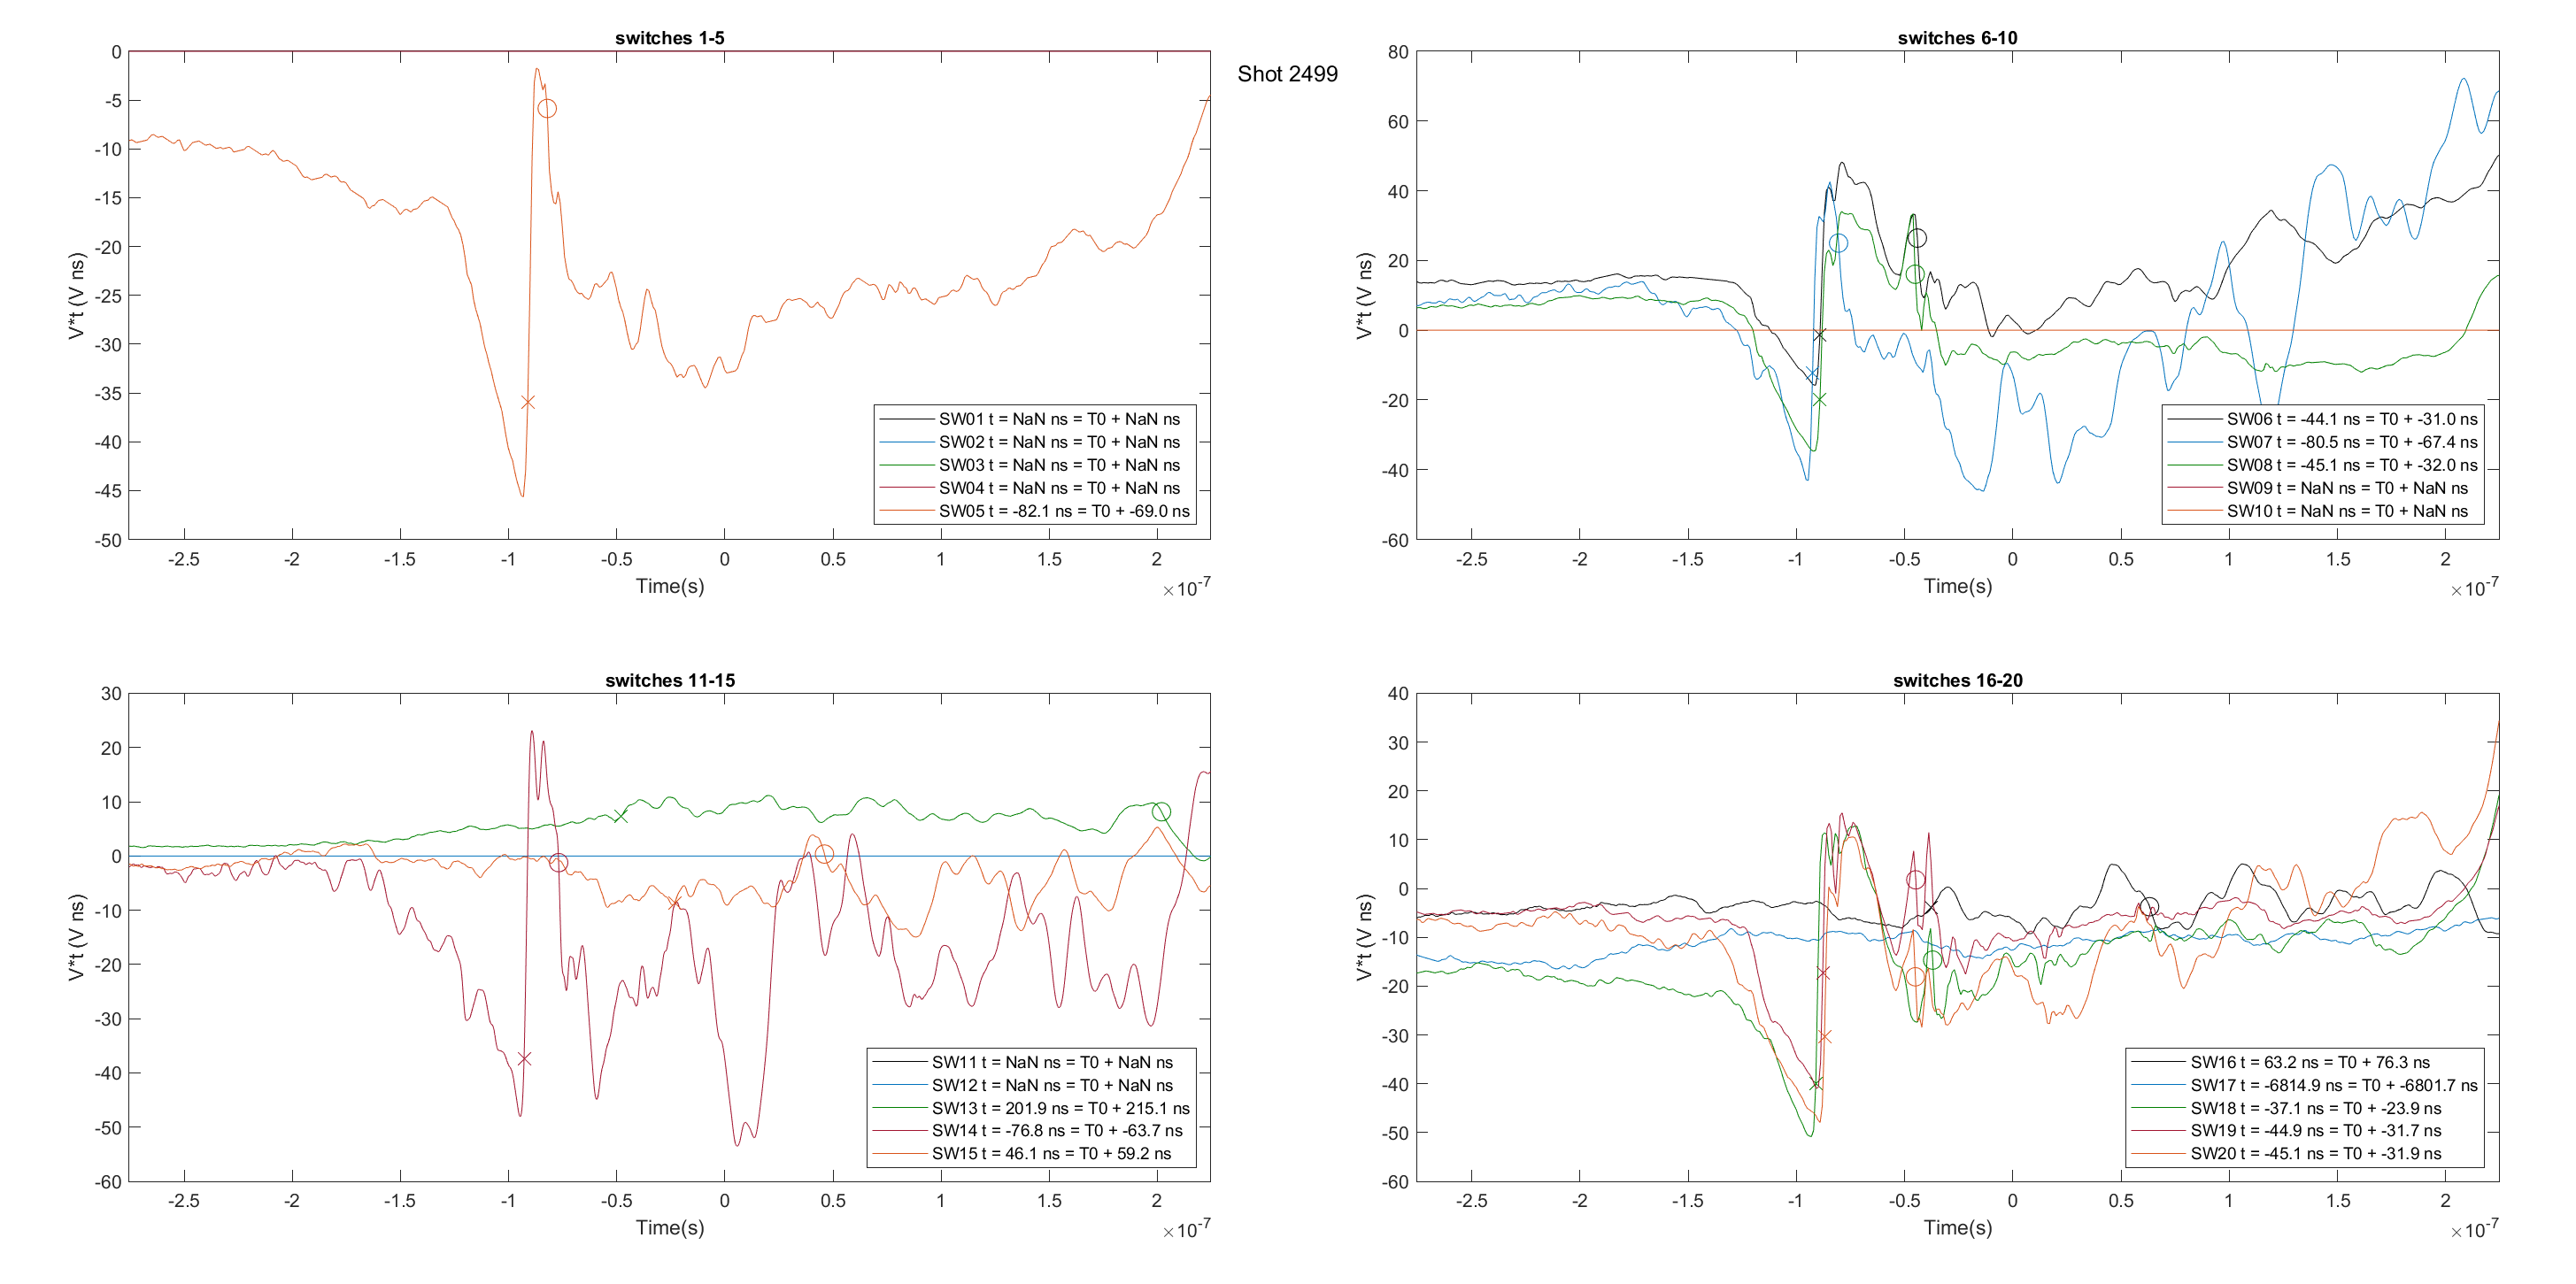 Shot 2499
switches 1-5
0
-5
-10
-15
-20
-25
-30
-35
-40
-45
-50
V*t (V ns)
-2.5 -2 -1.5 -1 -0.5 0 0.5 1 1.5 2
Time(s)
×10-7
SW01 t = NaN ns = T0 + NaN ns
SW02 t = NaN ns = T0 + NaN ns
SW03 t = NaN ns = T0 + NaN ns
SW04 t = NaN ns = T0 + NaN ns
SW05 t = -82.1 ns = T0 + -69.0 ns
switches 6-10
80
60
40
20
0
-20
-40
-60
V*t (V ns)
-2.5 -2 -1.5 -1 -0.5 0 0.5 1 1.5 2
Time(s)
×10-7
SW06 t = -44.1 ns = T0 + -31.0 ns
SW07 t = -80.5 ns = T0 + -67.4 ns
SW08 t = -45.1 ns = T0 + -32.0 ns
SW09 t = NaN ns = T0 + NaN ns
SW10 t = NaN ns = T0 + NaN ns
switches 11-15
30
20
10
0
-10
-20
-30
-40
-50
-60
V*t (V ns)
-2.5 -2 -1.5 -1 -0.5 0 0.5 1 1.5 2
Time(s)
×10-7
SW11 t = NaN ns = T0 + NaN ns
SW12 t = NaN ns = T0 + NaN ns
SW13 t = 201.9 ns = T0 + 215.1 ns
SW14 t = -76.8 ns = T0 + -63.7 ns
SW15 t = 46.1 ns = T0 + 59.2 ns
switches 16-20
40
30
20
10
0
-10
-20
-30
-40
-50
-60
V*t (V ns)
-2.5 -2 -1.5 -1 -0.5 0 0.5 1 1.5 2
Time(s)
×10-7
SW16 t = 63.2 ns = T0 + 76.3 ns
SW17 t = -6814.9 ns = T0 + -6801.7 ns
SW18 t = -37.1 ns = T0 + -23.9 ns
SW19 t = -44.9 ns = T0 + -31.7 ns
SW20 t = -45.1 ns = T0 + -31.9 ns